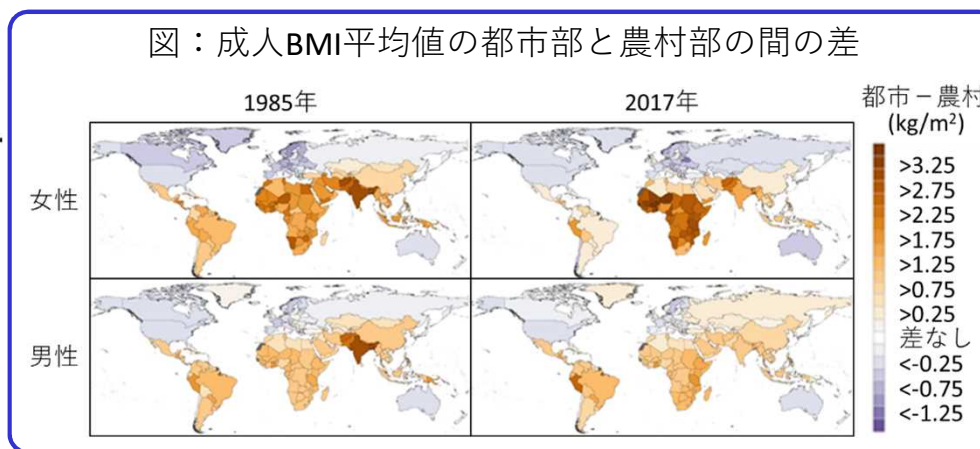 図：成人BMI平均値の都市部と農村部の間の差
1985年
2017年
都市－農村
(kg/m²)
女性
男性
>3.25
>2.75
>2.25
>1.75
>1.25
>0.75
>0.25
差なし
<-0.25
<-0.75
<-1.25